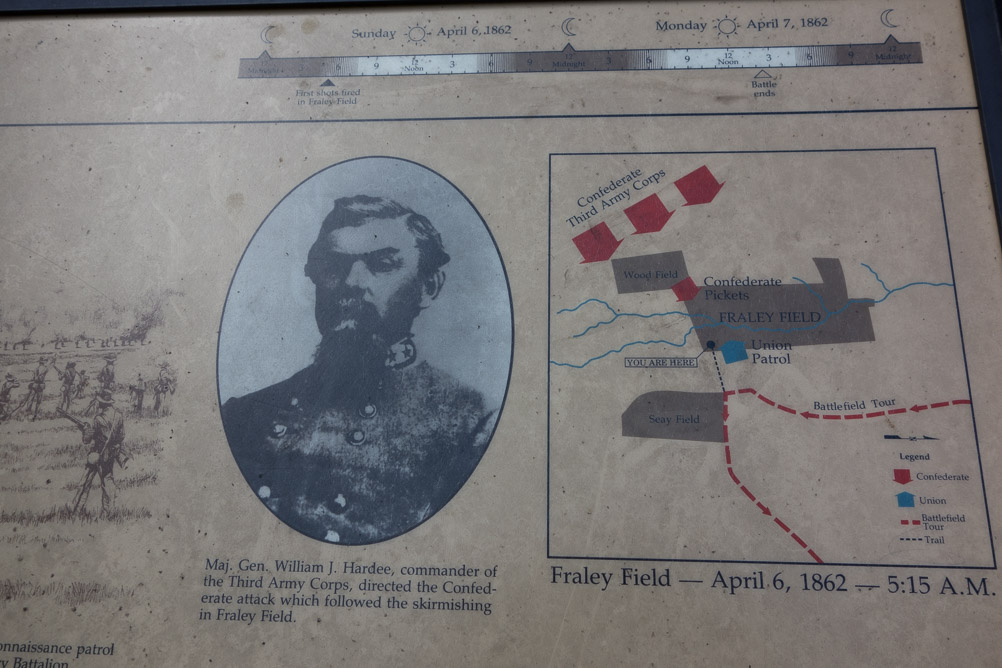 Sunday April 6, 1862
Monday April 7, 1862
Midnight 6 9 12 Noon 3 6 9 12 Midnight 3 6 9 12 Noon 3 6 9 12 Midnight
First shots fired
in Fraley Field
Battle
ends
Confederate
Third Army Corps
Wood Field
Confederate
Pickets
FRALEY FIELD
Union
Patrol
YOU ARE HERE
Battlefield Tour
Seay Field
Legend
Confederate
Union
Battlefield
Tour
Trail
Maj. Gen. William J. Hardee, commander of
the Third Army Corps, directed the Confed-
erate attack which followed the skirmishing
in Fraley Field.
Fraley Field — April 6, 1862 — 5:15 A.M.
onnaissance patrol
ry Battalion